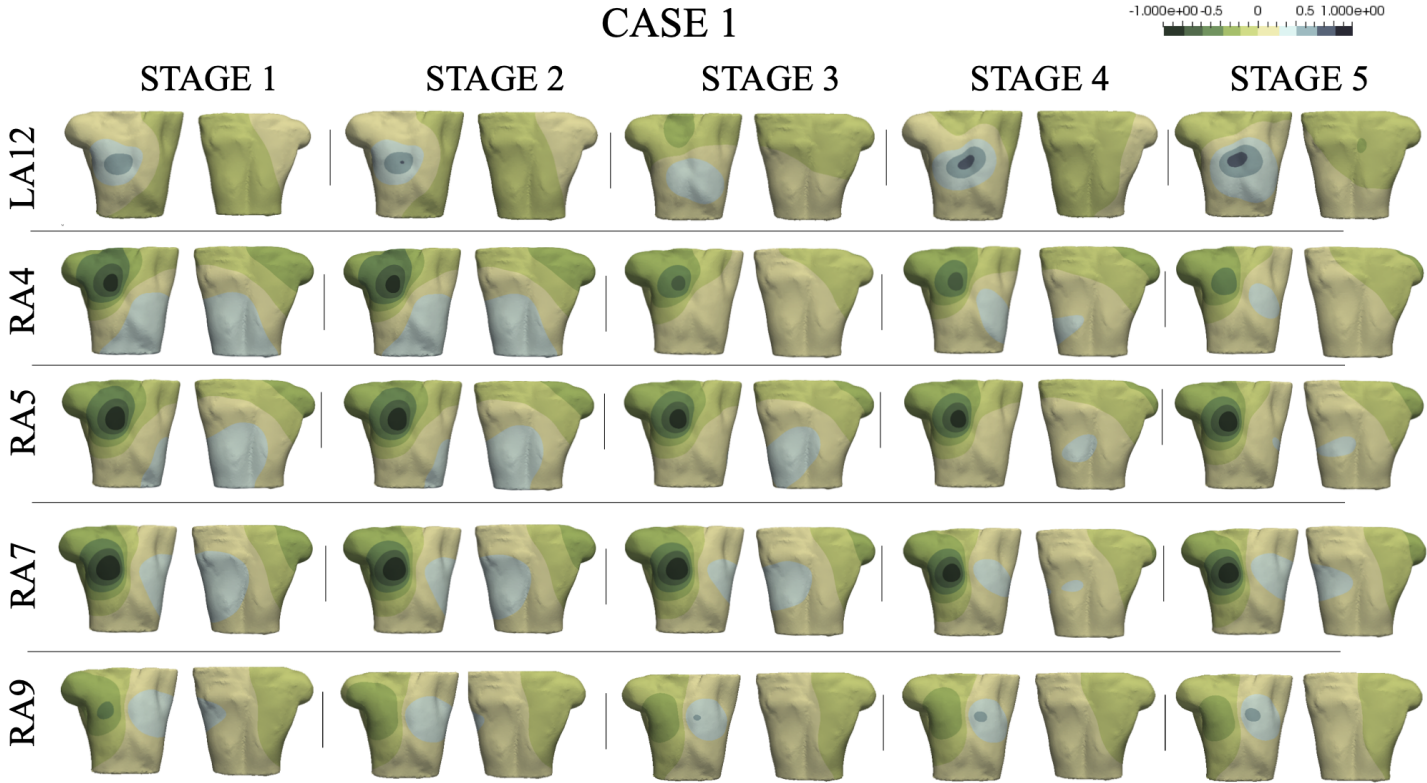 CASE 1
-1.000e+00 -0.5 0 0.5 1.000e+00
STAGE 1 STAGE 2 STAGE 3 STAGE 4 STAGE 5
LA12
RA4
RA5
RA7
RA9